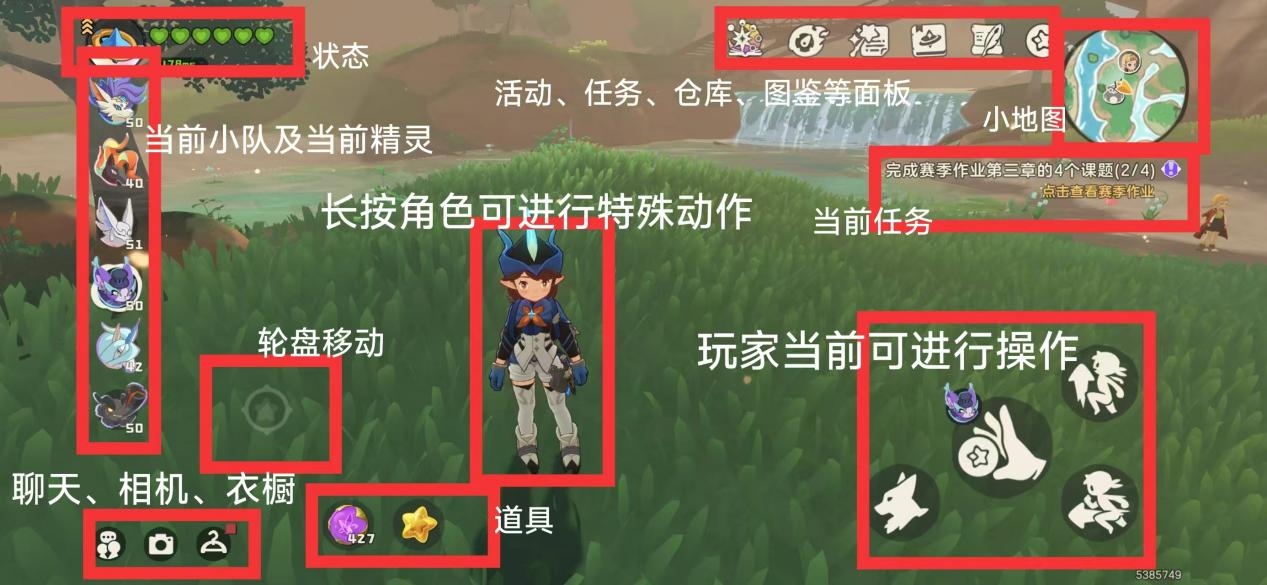 178ms
状态
活动、任务、仓库、图鉴等面板
50
当前小队及当前精灵
小地图
完成赛季作业第三章的4个课题(2/4)
点击查看赛季作业
40
长按角色可进行特殊动作
当前任务
51
50
轮盘移动
玩家当前可进行操作
42
50
聊天、相机、衣橱
427
道具
5385749